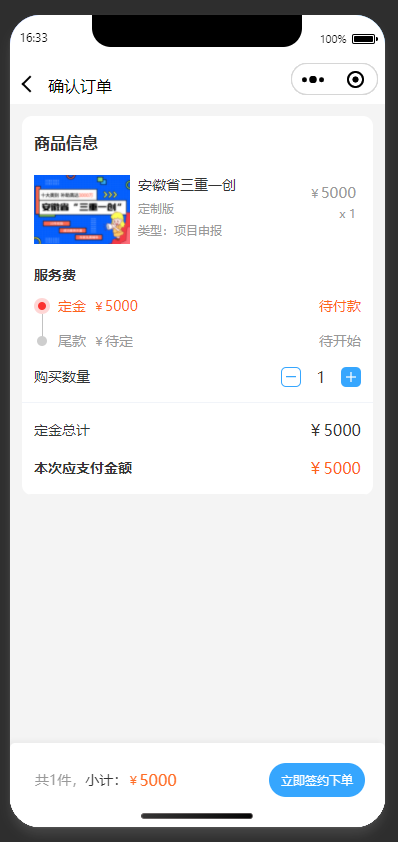 16:33 100%
确认订单
商品信息
安徽省三重一创 ￥5000
定制版 x 1
类型：项目申报
安徽省“三重一创”
服务费
定金 ￥5000 待付款
尾款 ￥待定 待开始
购买数量 1
定金总计 ￥5000
本次应支付金额 ￥5000
共1件，小计：￥5000 立即签约下单